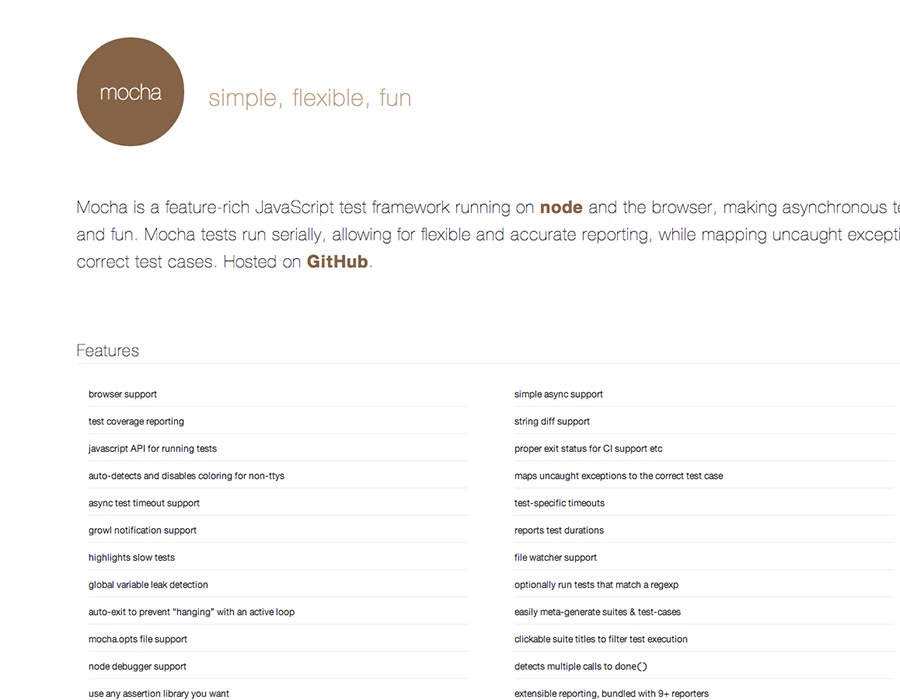 mocha
simple, flexible, fun
Mocha is a feature-rich JavaScript test framework running on node and the browser, making asynchronous
and fun. Mocha tests run serially, allowing for flexible and accurate reporting, while mapping uncaught
correct test cases. Hosted on GitHub.
Features
browser support
simple async support
test coverage reporting
string diff support
javascript API for running tests
proper exit status for CI support etc
auto-detects and disables coloring for non-ttys
maps uncaught exceptions to the correct test case
async test timeout support
test-specific timeouts
growl notification support
reports test durations
highlights slow tests
file watcher support
global variable leak detection
optionally run tests that match a regexp
auto-exit to prevent "hanging" with an active loop
easily meta-generate suites & test-cases
mocha.opts file support
clickable suite titles to filter test execution
node debugger support
detects multiple calls to done()
use any assertion library you want
extensible reporting, bundled with 9+ reporters